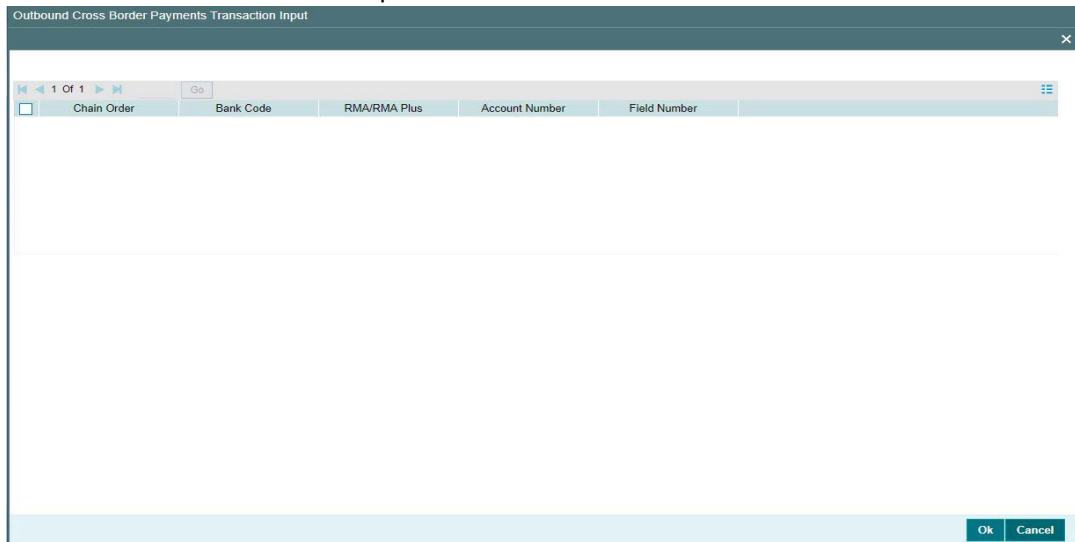 Outbound Cross Border Payments Transaction Input
1 Of 1 Go
Chain Order Bank Code RMA/RMA Plus Account Number Field Number
Ok Cancel